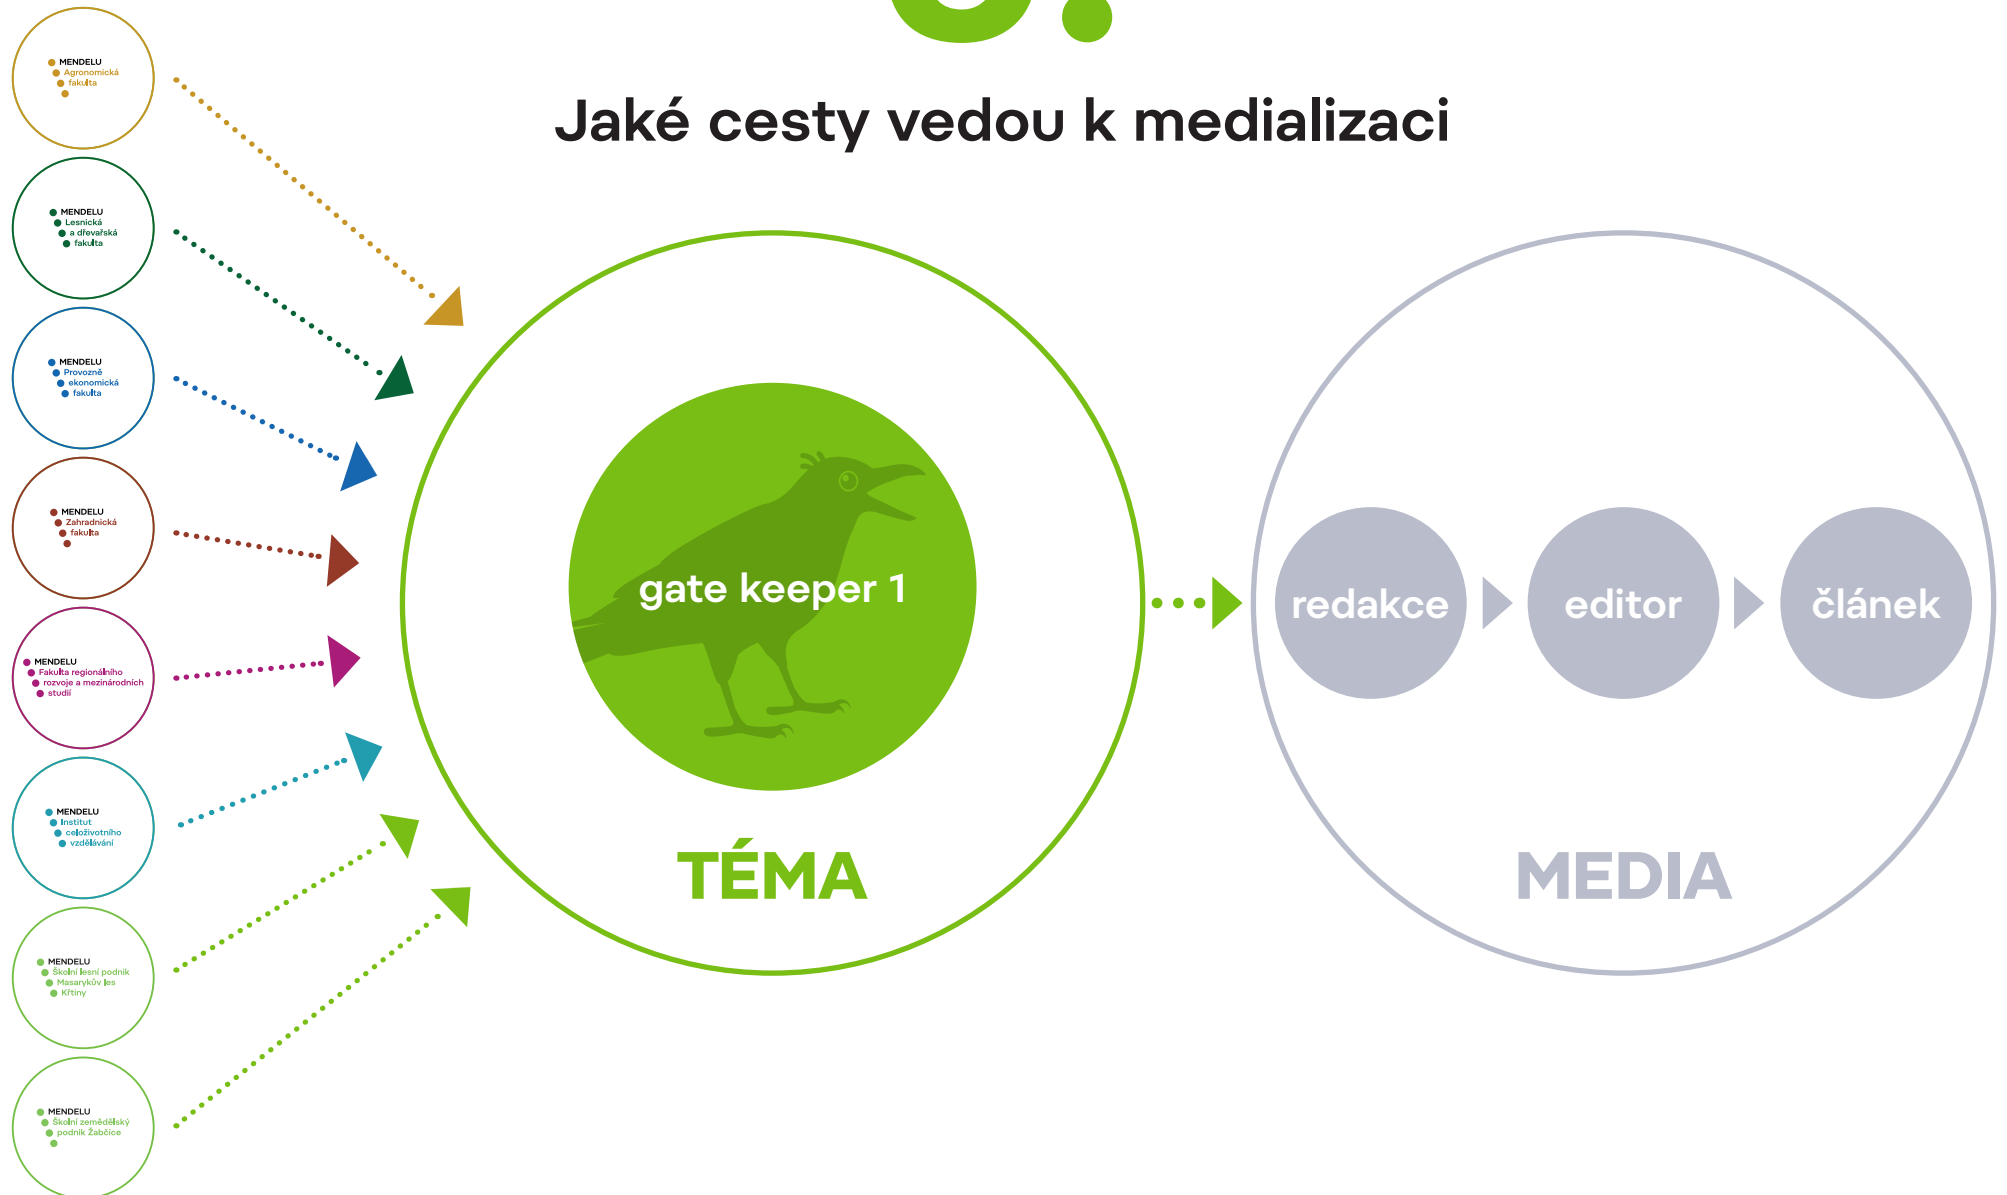 Jaké cesty vedou k medializaci
MENDELU
Agronomická
fakulta
MENDELU
Lesnická
a dřevařská
fakulta
MENDELU
Provozně
ekonomická
fakulta
MENDELU
Zahradnická
fakulta
MENDELU
Fakulta regionálního
rozvoje a mezinárodních
studií
MENDELU
Institut
celoživotního
vzdělávání
MENDELU
Školní lesní podnik
Masarykův les
Křtiny
MENDELU
Školní zemědělský
podnik Žabčice
gate keeper 1
TÉMA
redakce
editor
článek
MEDIA